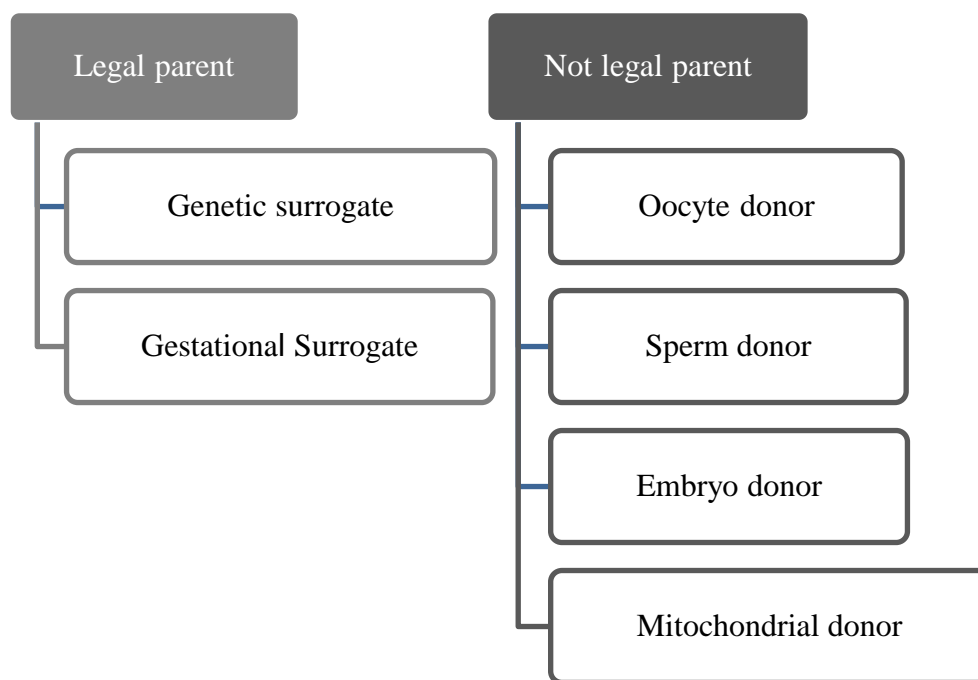 Legal parent
Genetic surrogate
Gestational Surrogate
Not legal parent
Oocyte donor
Sperm donor
Embryo donor
Mitochondrial donor